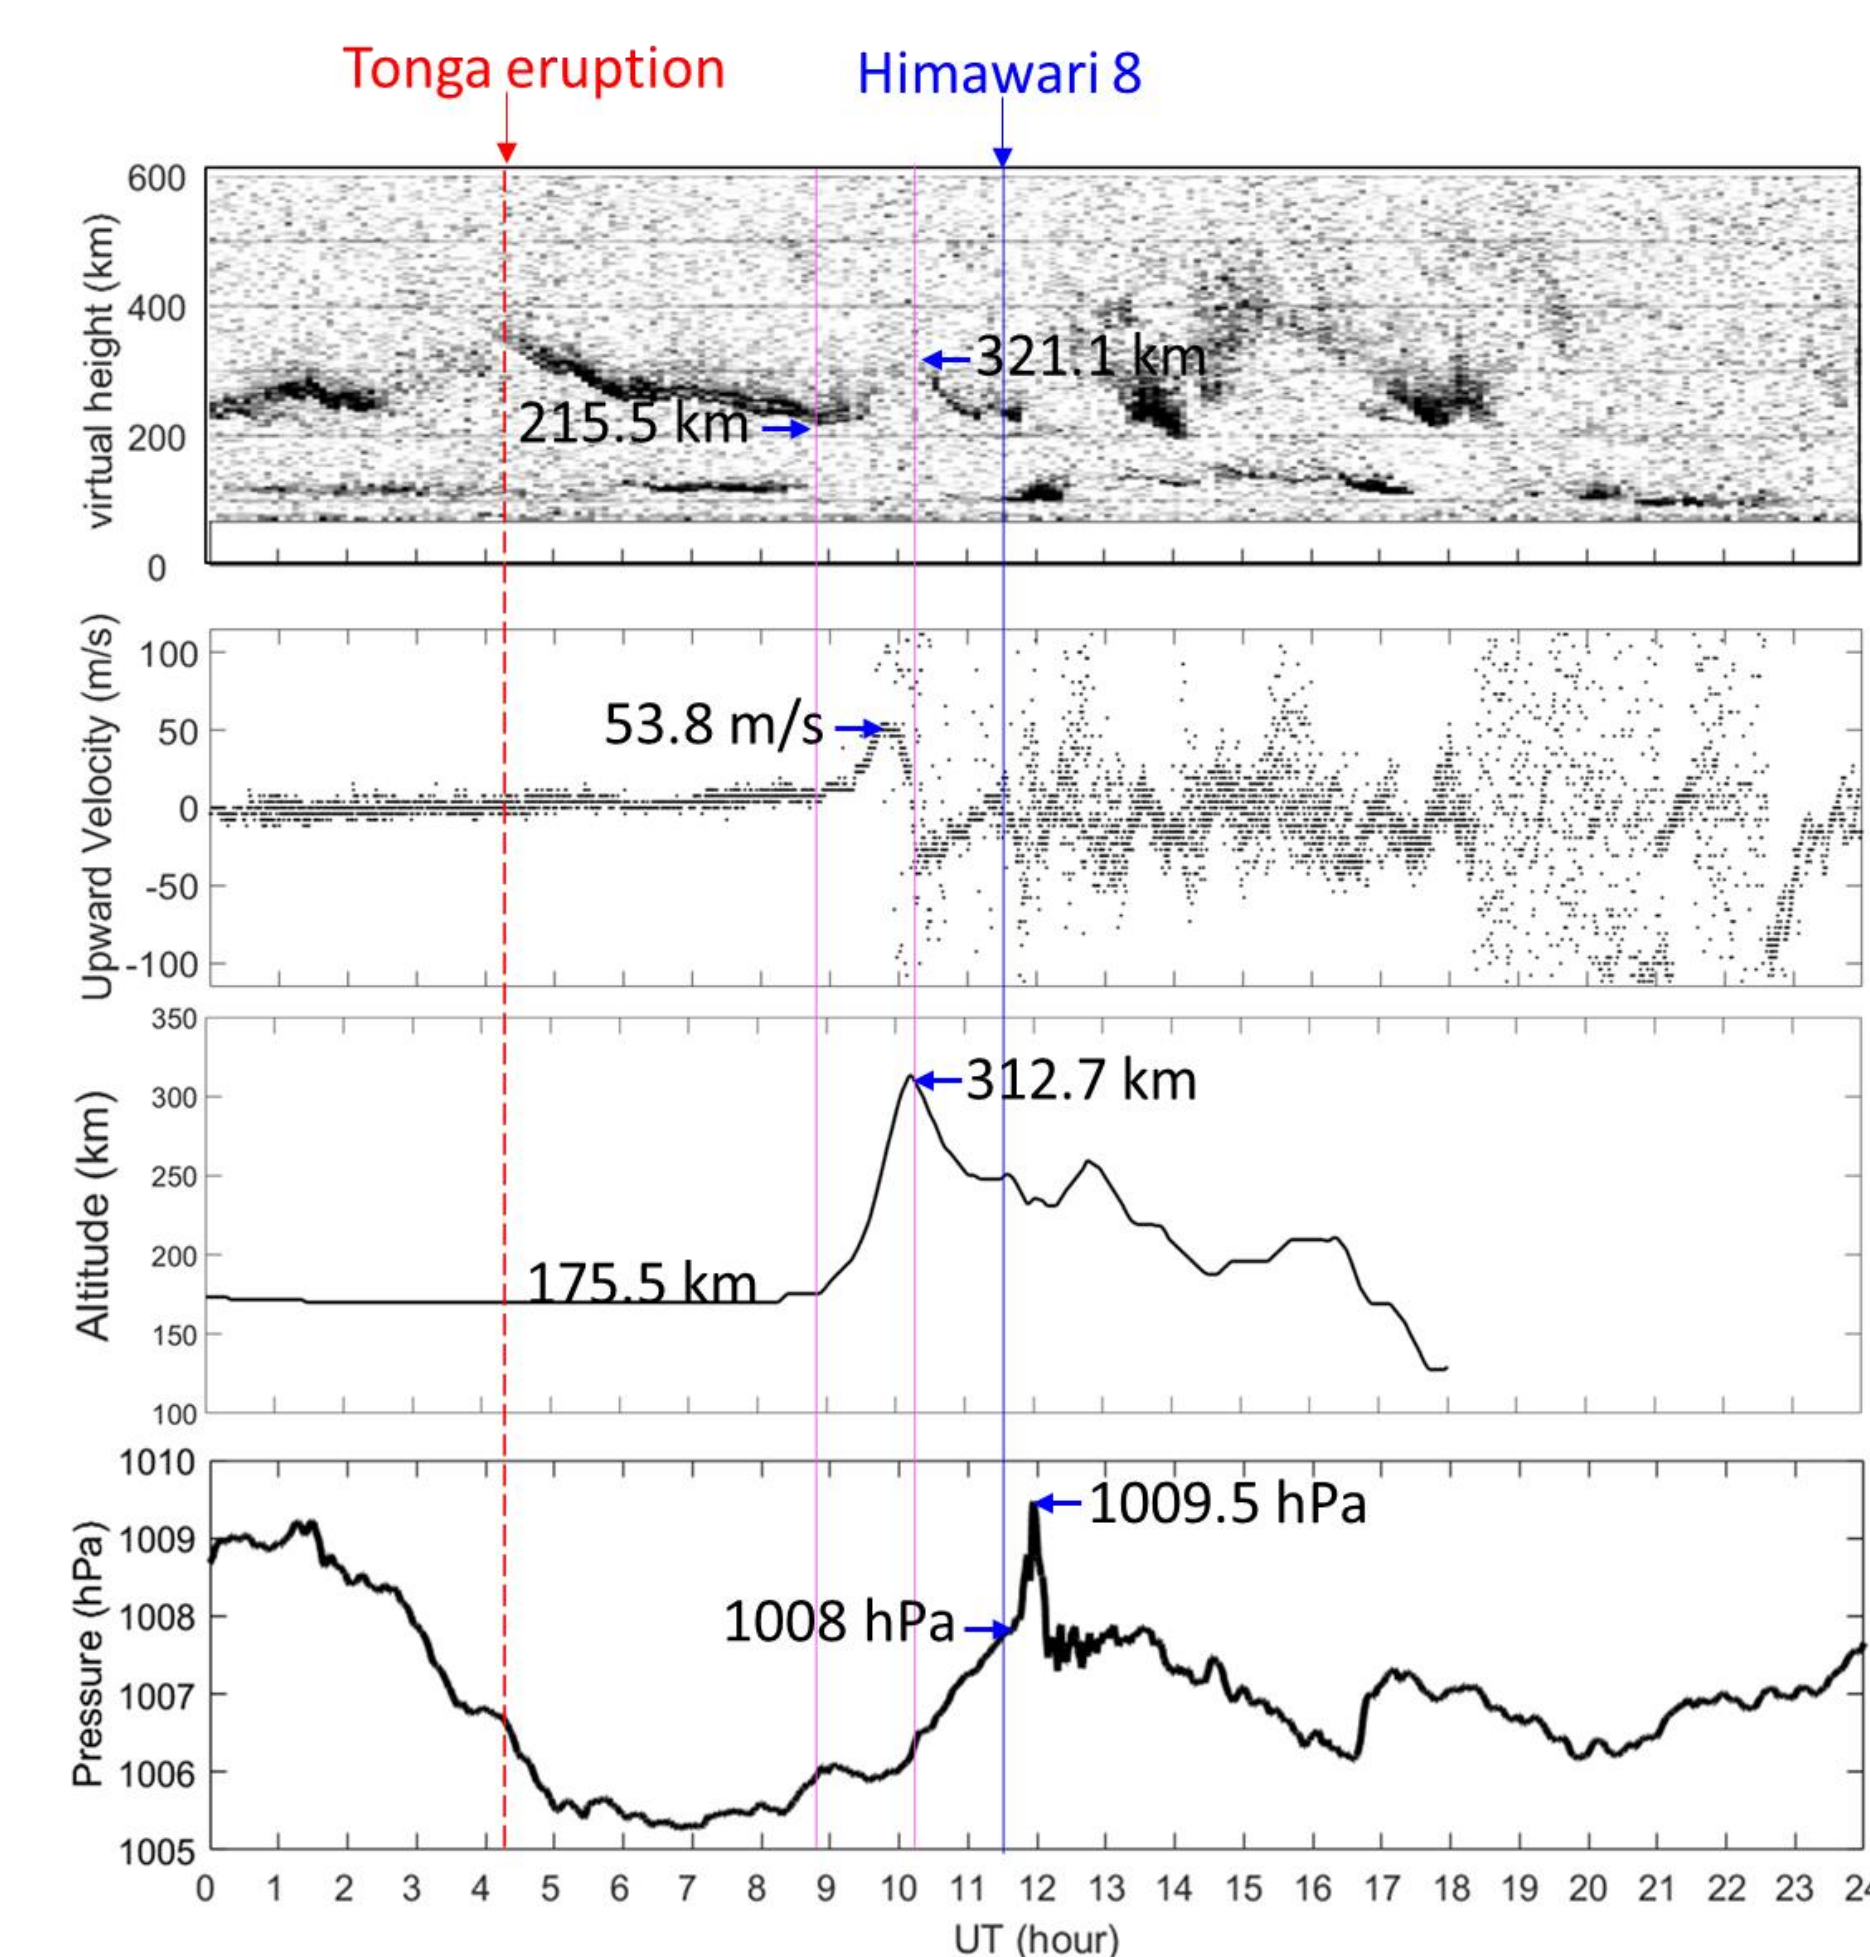 Tonga eruption
Himawari 8
600
400
200
0
virtual height (km)
321.1 km
215.5 km
100
50
0
-50
-100
Upward Velocity (m/s)
53.8 m/s
350
300
250
200
150
100
Altitude (km)
312.7 km
175.5 km
1010
1009
1008
1007
1006
1005
Pressure (hPa)
1009.5 hPa
1008 hPa
0 1 2 3 4 5 6 7 8 9 10 11 12 13 14 15 16 17 18 19 20 21 22 23 24
UT (hour)